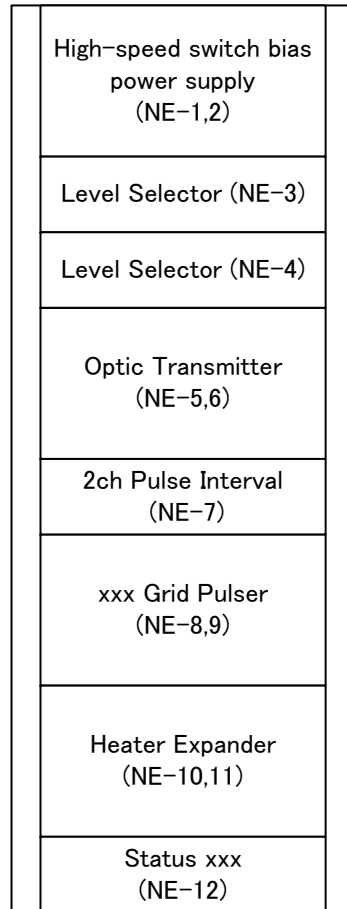 High-speed switch bias
power supply
(NE-1,2)
Level Selector (NE-3)
Level Selector (NE-4)
Optic Transmitter
(NE-5,6)
2ch Pulse Interval
(NE-7)
xxx Grid Pulser
(NE-8,9)
Heater Expander
(NE-10,11)
Status xxx
(NE-12)